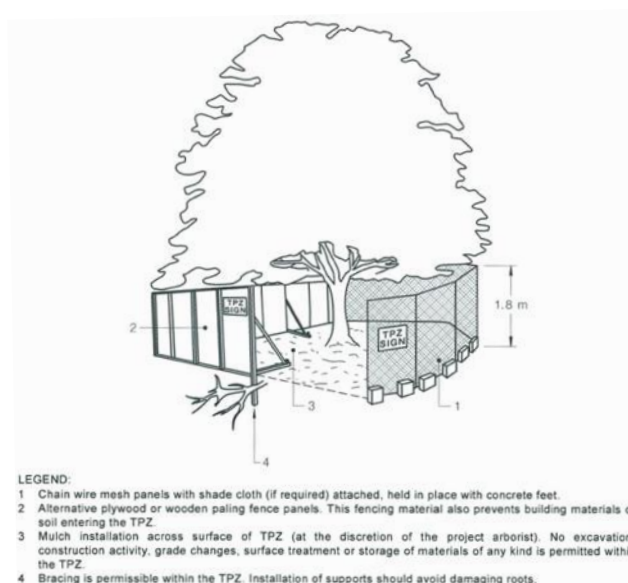 TPZ
SIGN
1.8 m
2
TPZ
SIGN
3
1
4
LEGEND:
1 Chain wire mesh panels with shade cloth (if required) attached, held in place with concrete feet.
2 Alternative plywood or wooden paling fence panels. This fencing material also prevents building materials o
soil entering the TPZ.
3 Mulch installation across surface of TPZ (at the discretion of the project arborist). No excavation
construction activity, grade changes, surface treatment or storage of materials of any kind is permitted withi
the TPZ.
4 Bracing is permissible within the TPZ. Installation of supports should avoid damaging roots.